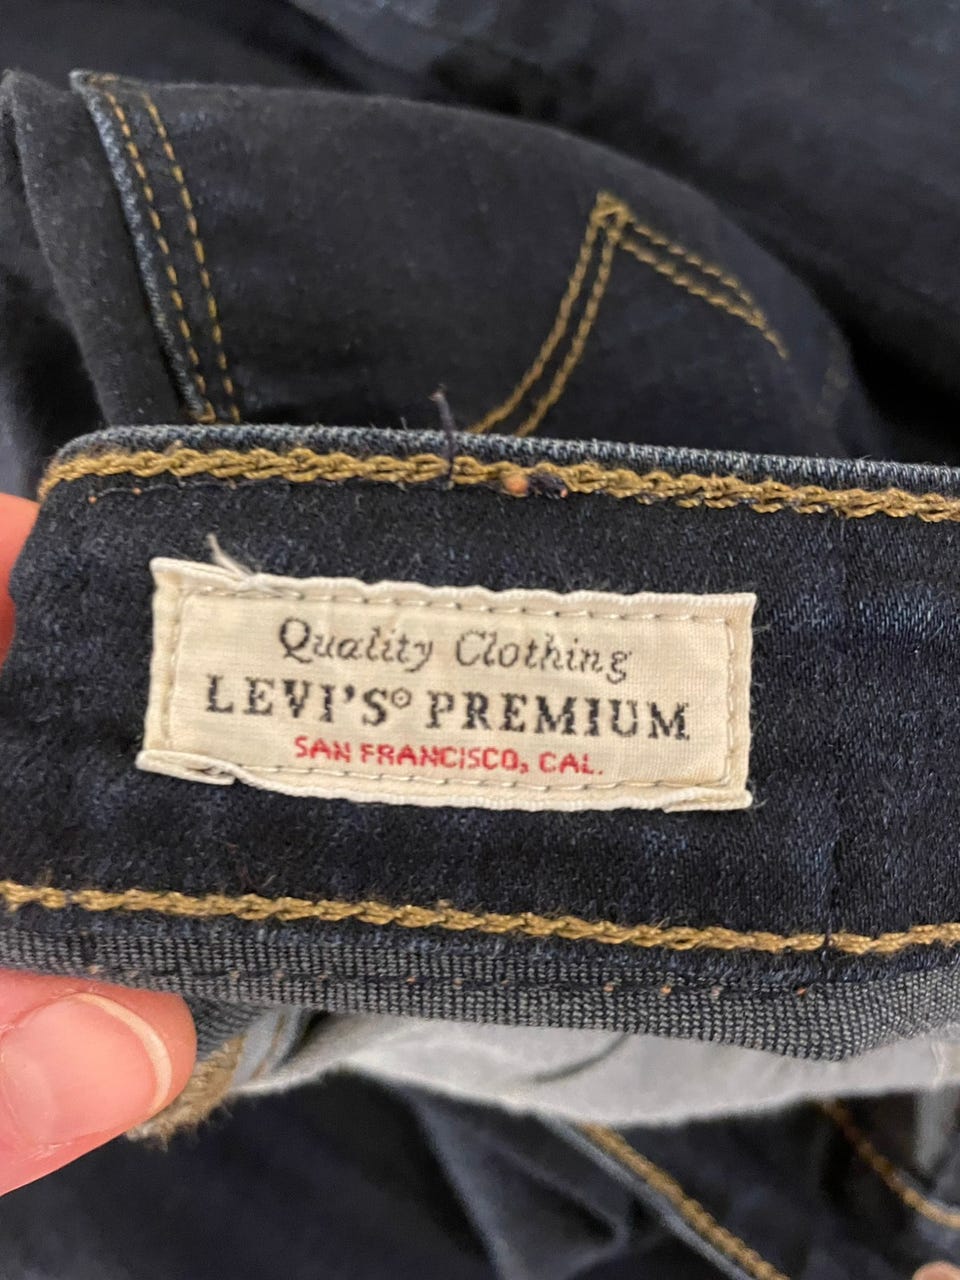 Quality Clothing
LEVI'S® PREMIUM
SAN FRANCISCO, CAL.